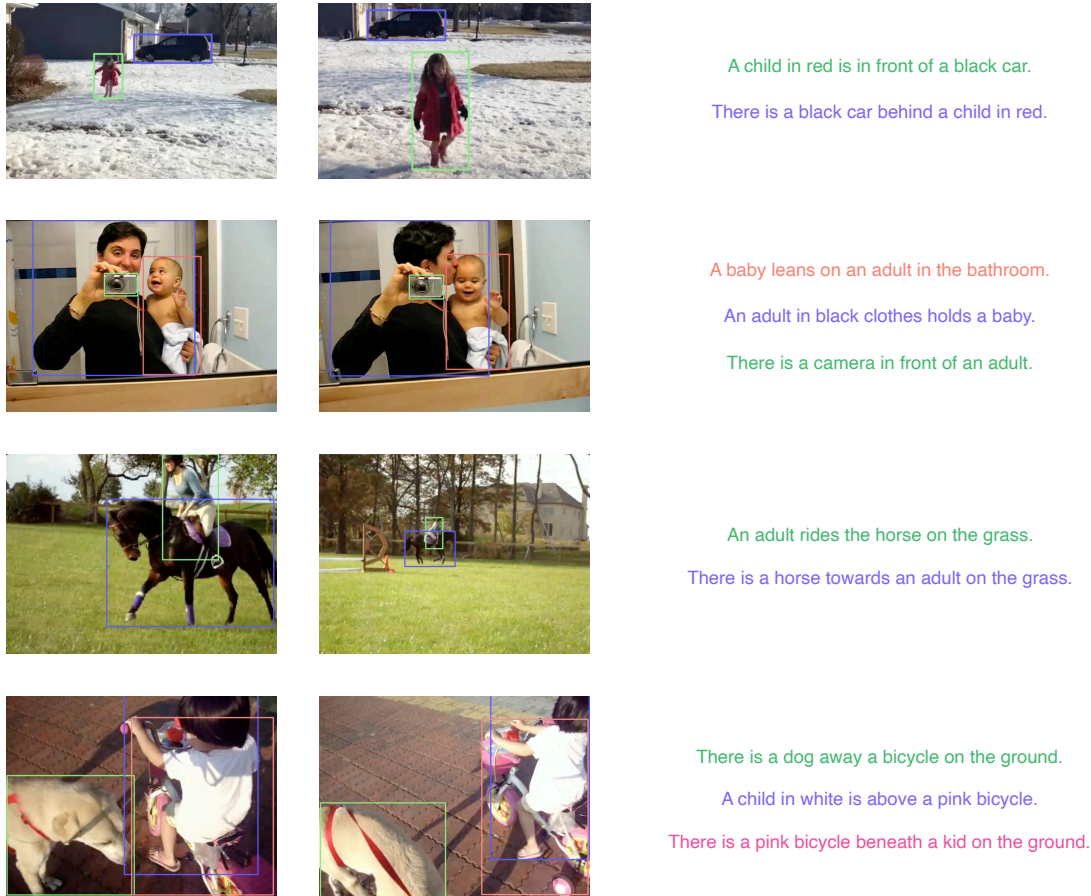 A child in red is in front of a black car.
There is a black car behind a child in red.
A baby leans on an adult in the bathroom.
An adult in black clothes holds a baby.
There is a camera in front of an adult.
An adult rides the horse on the grass.
There is a horse towards an adult on the grass.
There is a dog away a bicycle on the ground.
A child in white is above a pink bicycle.
There is a pink bicycle beneath a kid on the ground.